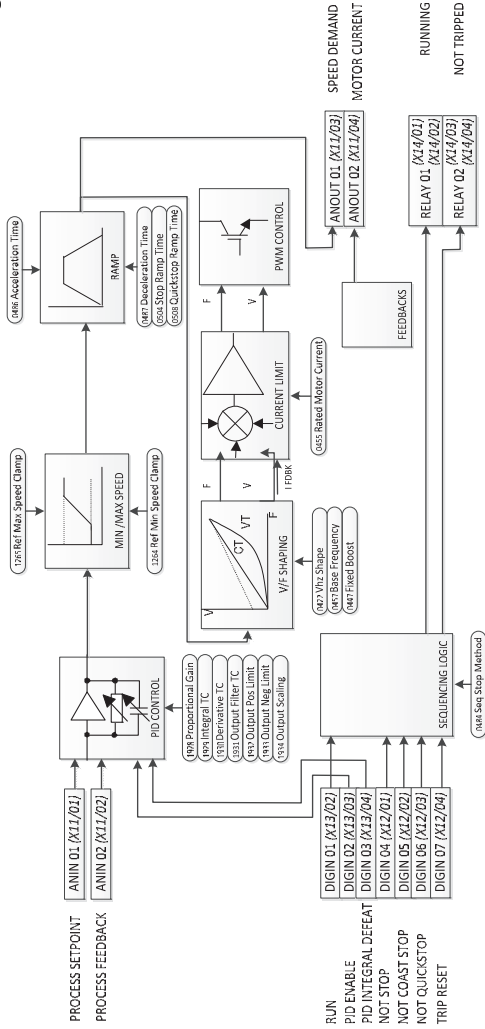 PROCESS SETPOINT
PROCESS FEEDBACK
ANIN 01 (X11/01)
ANIN 02 (X11/02)
PID CONTROL
1928 Proportional Gain
1929 Integral TC
1930 Derivative TC
1931 Output Filter TC
1932 Output Pos Limit
1933 Output Neg Limit
1934 Output Scaling
1265 Ref Max Speed Clamp
MIN /MAX SPEED
1264 Ref Min Speed Clamp
0486 Acceleration Time
RAMP
0487 Deceleration Time
0504 Stop Ramp Time
0508 Quickstop Ramp Time
V
CT
VT
F
V/F SHAPING
0422 Vhz Shape
0457 Base Frequency
0447 Fixed Boost
F
V
I FDBK
CURRENT LIMIT
0455 Rated Motor Current
F
V
PWM CONTROL
FEEDBACKS
ANOUT 01 (X11/03)
ANOUT 02 (X11/04)
SPEED DEMAND
MOTOR CURRENT
RUN
PID ENABLE
PID INTEGRAL DEFEAT
NOT STOP
NOT COAST STOP
NOT QUICKSTOP
TRIP RESET
DIGIN 01 (X13/02)
DIGIN 02 (X13/03)
DIGIN 03 (X13/04)
DIGIN 04 (X12/01)
DIGIN 05 (X12/02)
DIGIN 06 (X12/03)
DIGIN 07 (X12/04)
SEQUENCING LOGIC
0484 Seq Stop Method
RELAY 01 (X14/01)
(X14/02)
RELAY 02 (X14/03)
(X14/04)
RUNNING
NOT TRIPPED